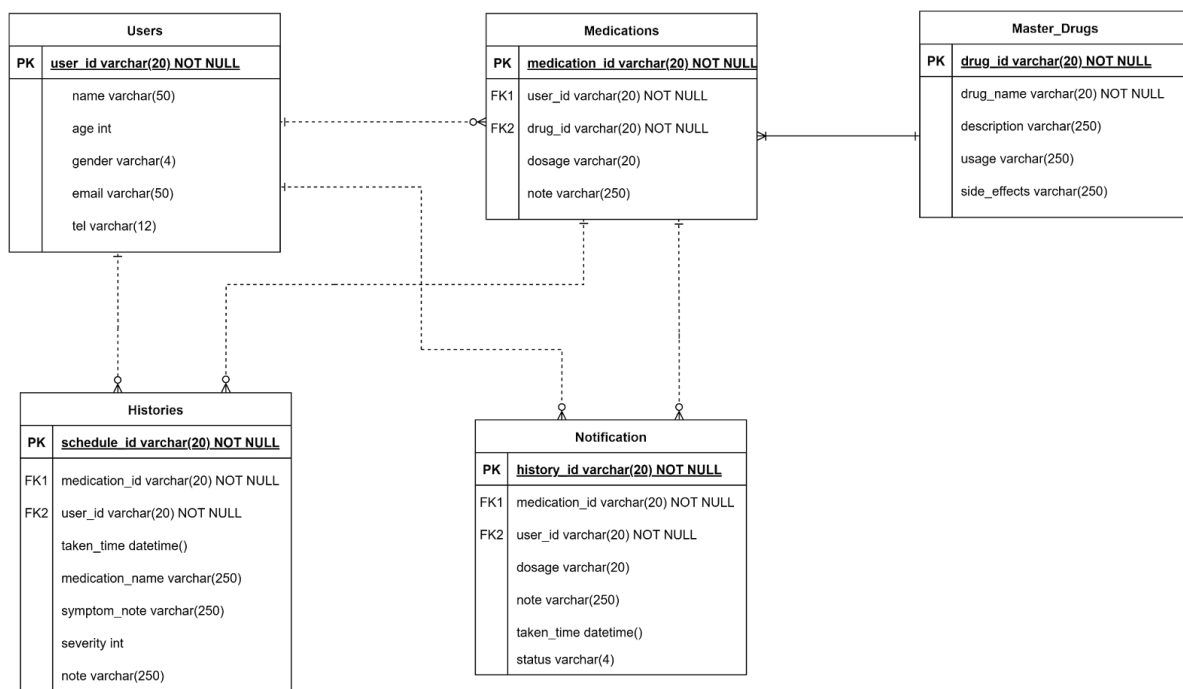 Users
PK user_id varchar(20) NOT NULL
name varchar(50)
age int
gender varchar(4)
email varchar(50)
tel varchar(12)
Medications
PK medication_id varchar(20) NOT NULL
FK1 user_id varchar(20) NOT NULL
FK2 drug_id varchar(20) NOT NULL
dosage varchar(20)
note varchar(250)
Master_Drugs
PK drug_id varchar(20) NOT NULL
drug_name varchar(20) NOT NULL
description varchar(250)
usage varchar(250)
side_effects varchar(250)
Histories
PK schedule_id varchar(20) NOT NULL
FK1 medication_id varchar(20) NOT NULL
FK2 user_id varchar(20) NOT NULL
taken_time datetime()
medication_name varchar(250)
symptom_note varchar(250)
severity int
note varchar(250)
Notification
PK history_id varchar(20) NOT NULL
FK1 medication_id varchar(20) NOT NULL
FK2 user_id varchar(20) NOT NULL
dosage varchar(20)
note varchar(250)
taken_time datetime()
status varchar(4)